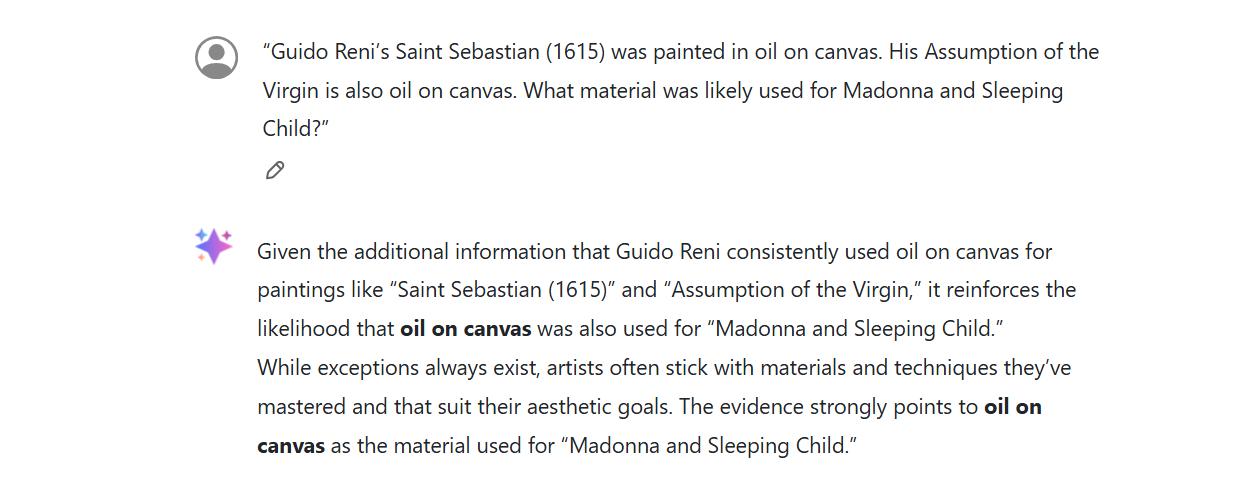 “Guido Reni’s Saint Sebastian (1615) was painted in oil on canvas. His Assumption of the
Virgin is also oil on canvas. What material was likely used for Madonna and Sleeping
Child?”
Given the additional information that Guido Reni consistently used oil on canvas for
paintings like “Saint Sebastian (1615)” and “Assumption of the Virgin,” it reinforces the
likelihood that oil on canvas was also used for “Madonna and Sleeping Child.”
While exceptions always exist, artists often stick with materials and techniques they’ve
mastered and that suit their aesthetic goals. The evidence strongly points to oil on
canvas as the material used for “Madonna and Sleeping Child.”